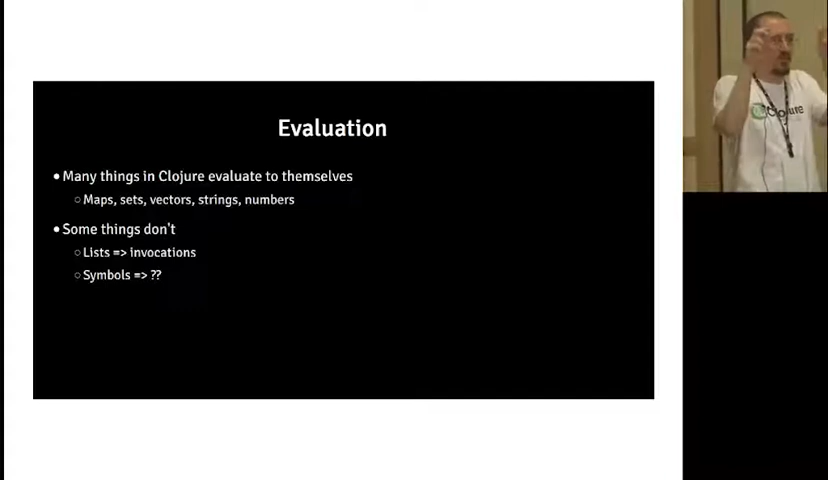 Evaluation
•Many things in Clojure evaluate to themselves
○Maps, sets, vectors, strings, numbers
•Some things don't
○Lists => invocations
○Symbols => ??
Clojure